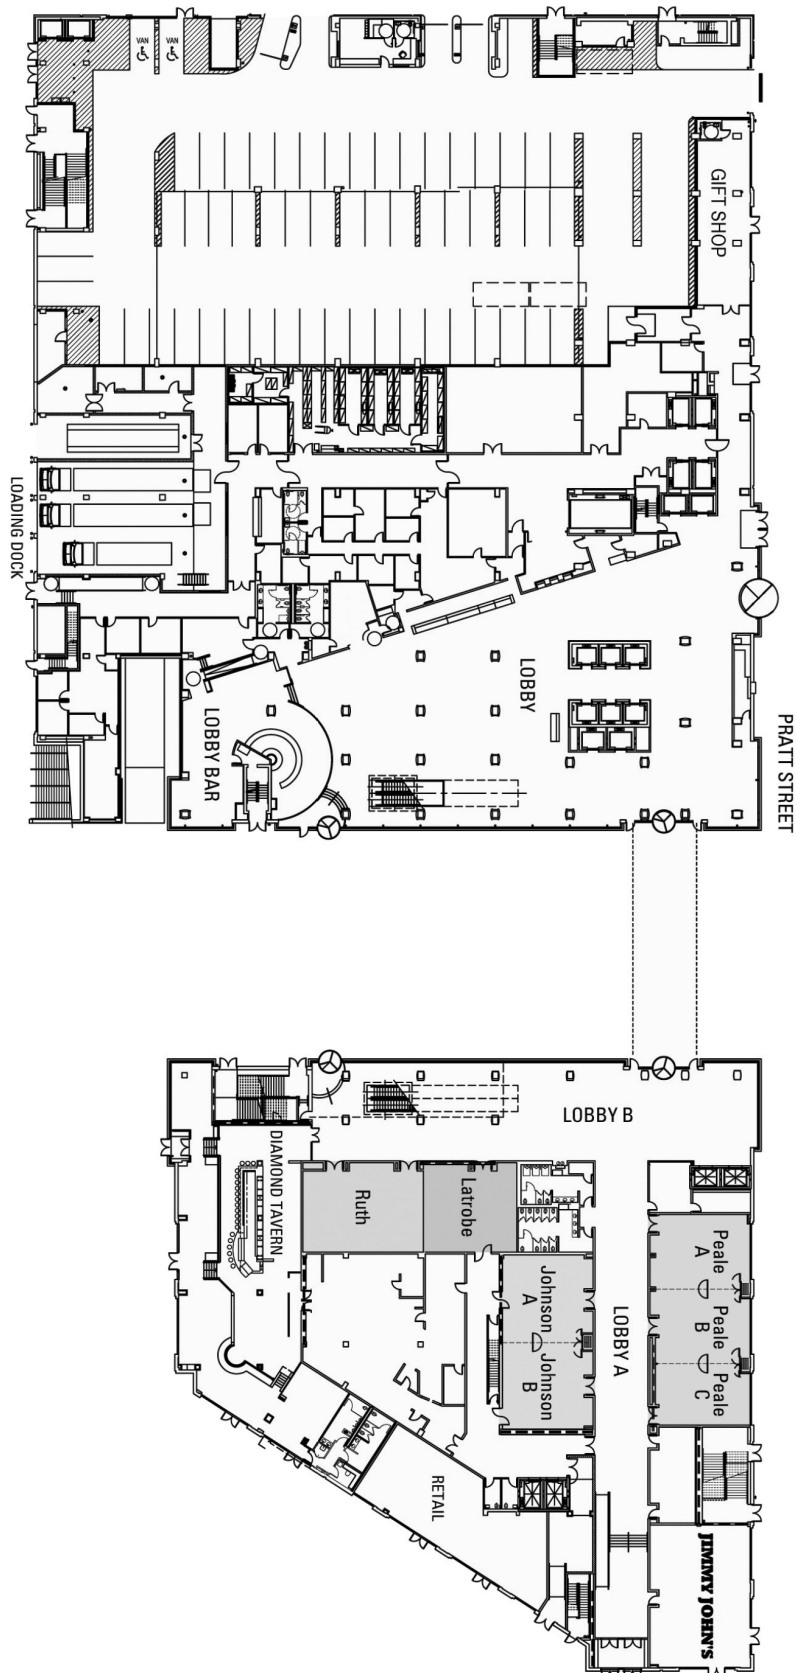 VAN
VAN
GIFT SHOP
LOADING DOCK
LOBBY
LOBBY BAR
PRATT STREET
LOBBY B
DIAMOND TAVERN
Ruth
Latrobe
Peale
A
Peale
B
Peale
C
Johnson
A
Johnson
B
LOBBY A
RETAIL
JIMMY JOHN'S